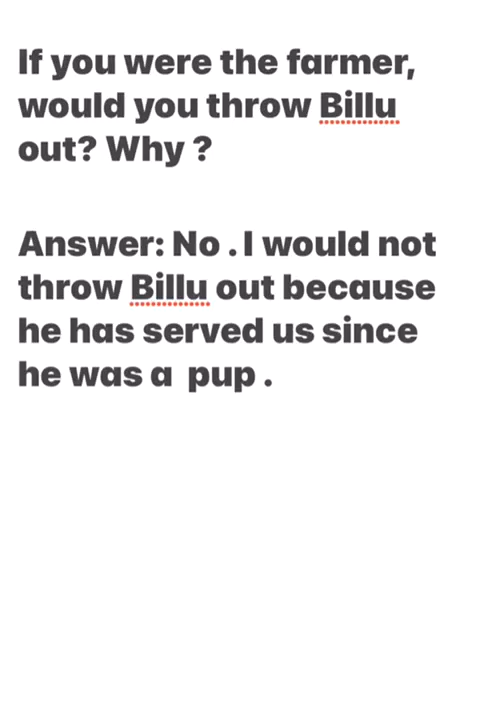 If you were the farmer,
would you throw Billu
out? Why ?
Answer: No .I would not
throw Billu out because
he has served us since
he was a  pup .